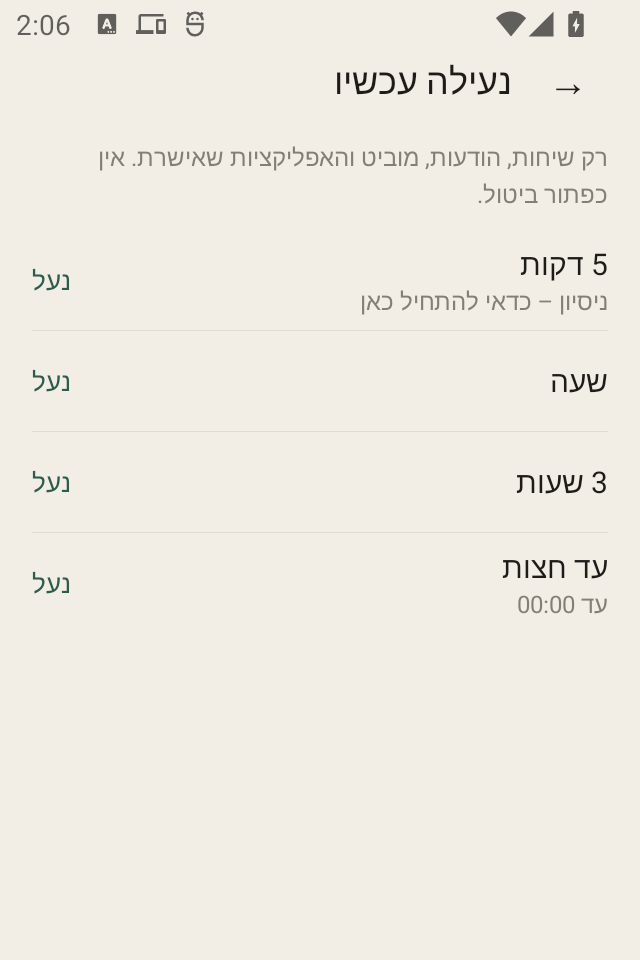 2:06
→ נעילה עכשיו
רק שיחות, הודעות, מוביט והאפליקציות שאישרת. אין
כפתור ביטול.
5 דקות
ניסיון – כדאי להתחיל כאן
נעל
שעה
נעל
3 שעות
נעל
עד חצות
עד 00:00
נעל